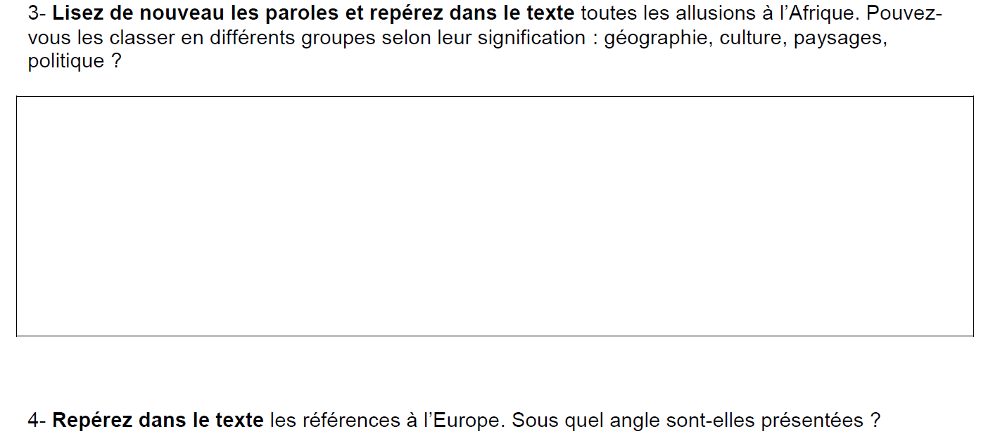 3- Lisez de nouveau les paroles et repérez dans le texte toutes les allusions à l’Afrique. Pouvez-
vous les classer en différents groupes selon leur signification : géographie, culture, paysages,
politique ?
4- Repérez dans le texte les références à l’Europe. Sous quel angle sont-elles présentées ?